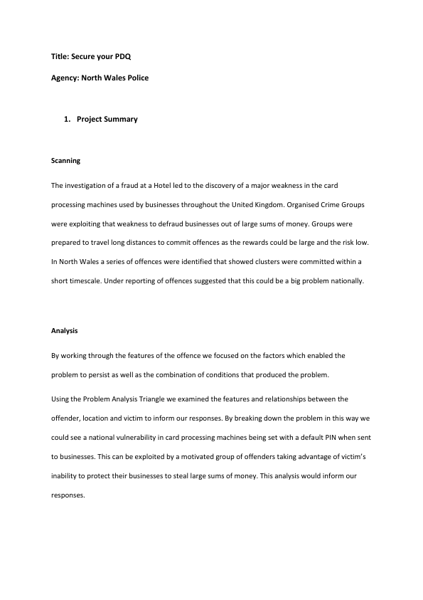 Title: Secure your PDQ
Agency: North Wales Police
1. Project Summary
Scanning
The investigation of a fraud at a Hotel led to the discovery of a major weakness in the card
processing machines used by businesses throughout the United Kingdom. Organised Crime Groups
were exploiting that weakness to defraud businesses out of large sums of money. Groups were
prepared to travel long distances to commit offences as the rewards could be large and the risk low.
In North Wales a series of offences were identified that showed clusters were committed within a
short timescale. Under reporting of offences suggested that this could be a big problem nationally.
Analysis
By working through the features of the offence we focused on the factors which enabled the
problem to persist as well as the combination of conditions that produced the problem.
Using the Problem Analysis Triangle we examined the features and relationships between the
offender, location and victim to inform our responses. By breaking down the problem in this way we
could see a national vulnerability in card processing machines being set with a default PIN when sent
to businesses. This can be exploited by a motivated group of offenders taking advantage of victim's
inability to protect their businesses to steal large sums of money. This analysis would inform our
responses.